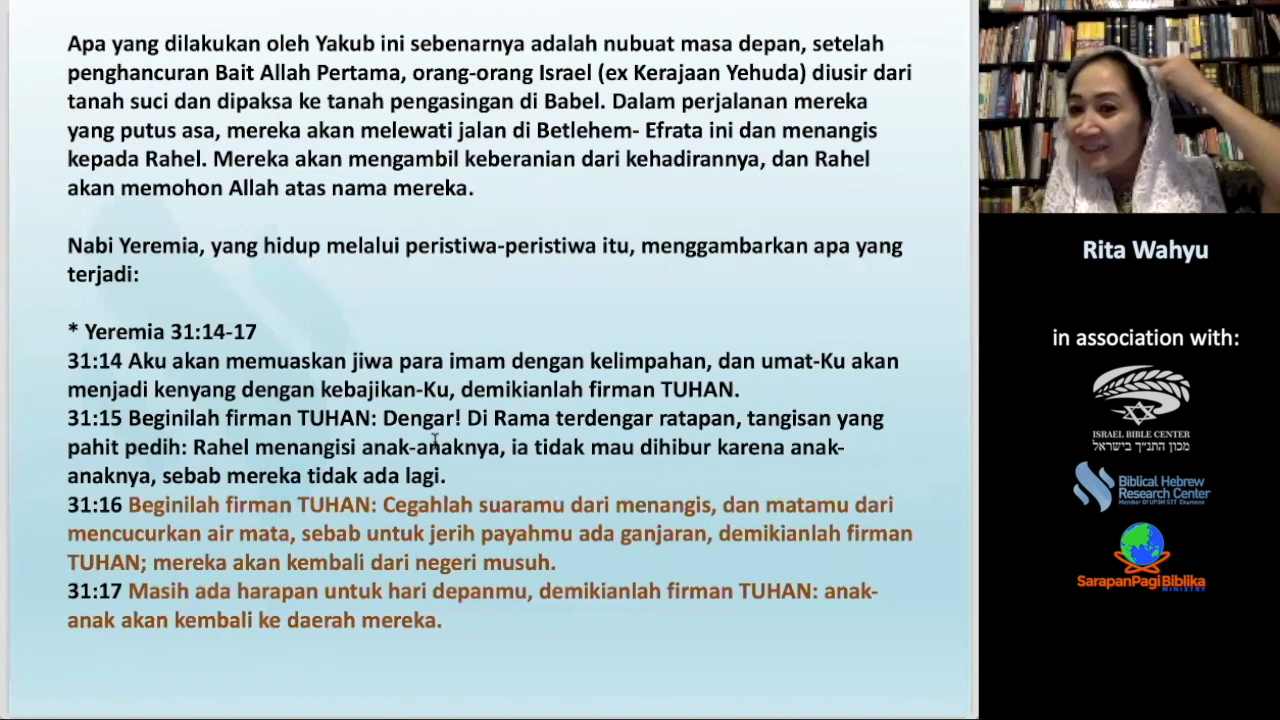 Apa yang dilakukan oleh Yakub ini sebenarnya adalah nubuat masa depan, setelah
penghancuran Bait Allah Pertama, orang-orang Israel (ex Kerajaan Yehuda) diusir dari
tanah suci dan dipaksa ke tanah pengasingan di Babel. Dalam perjalanan mereka
yang putus asa, mereka akan melewati jalan di Betlehem- Efrata ini dan menangis
kepada Rahel. Mereka akan mengambil keberanian dari kehadirannya, dan Rahel
akan memohon Allah atas nama mereka.
Nabi Yeremia, yang hidup melalui peristiwa-peristiwa itu, menggambarkan apa yang
terjadi:
* Yeremia 31:14-17
31:14 Aku akan memuaskan jiwa para imam dengan kelimpahan, dan umat-Ku akan
menjadi kenyang dengan kebajikan-Ku, demikianlah firman TUHAN.
31:15 Beginilah firman TUHAN: Dengar! Di Rama terdengar ratapan, tangisan yang
pahit pedih: Rahel menangisi anak-anaknya, ia tidak mau dihibur karena anak-
anaknya, sebab mereka tidak ada lagi.
31:16 Beginilah firman TUHAN: Cegahlah suaramu dari menangis, dan matamu dari
mencucurkan air mata, sebab untuk jerih payahmu ada ganjaran, demikianlah firman
TUHAN; mereka akan kembali dari negeri musuh.
31:17 Masih ada harapan untuk hari depanmu, demikianlah firman TUHAN: anak-
anak akan kembali ke daerah mereka.
Rita Wahyu
in association with:
ISRAEL BIBLE CENTER
מכון התנ״ך בישראל
Biblical Hebrew
Research Center
Member Of UP3M STT Ekumene
SarapanPagi Biblika
MINISTRY